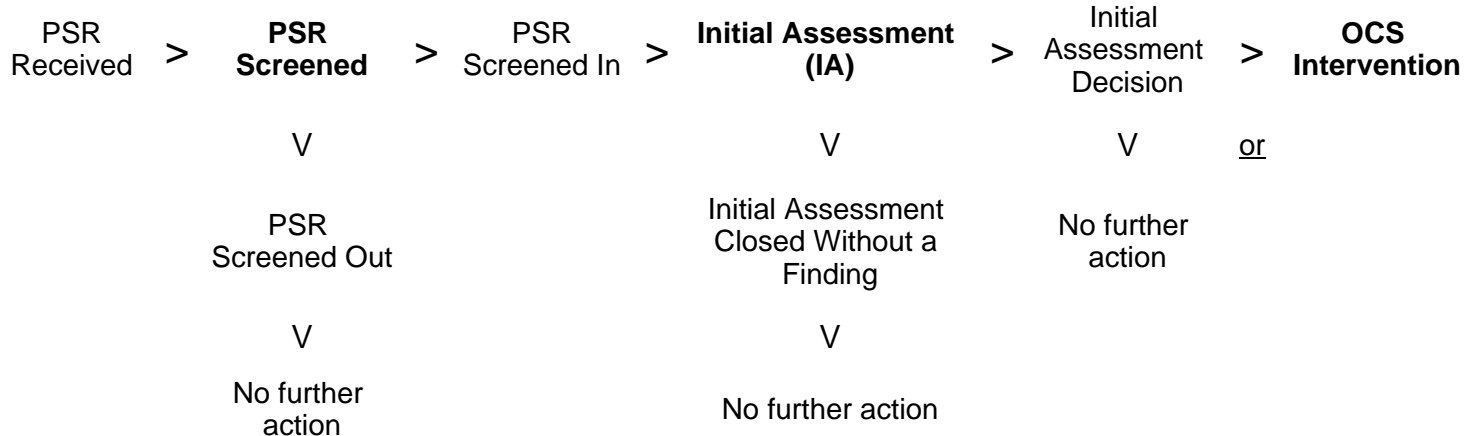 PSR
Received
>
PSR
Screened
>
PSR
Screened In
>
Initial Assessment
(IA)
>
Initial
Assessment
Decision
>
OCS
Intervention
V
V
V
or
PSR
Screened Out
Initial Assessment
Closed Without a
Finding
No further
action
V
V
No further
action
No further action